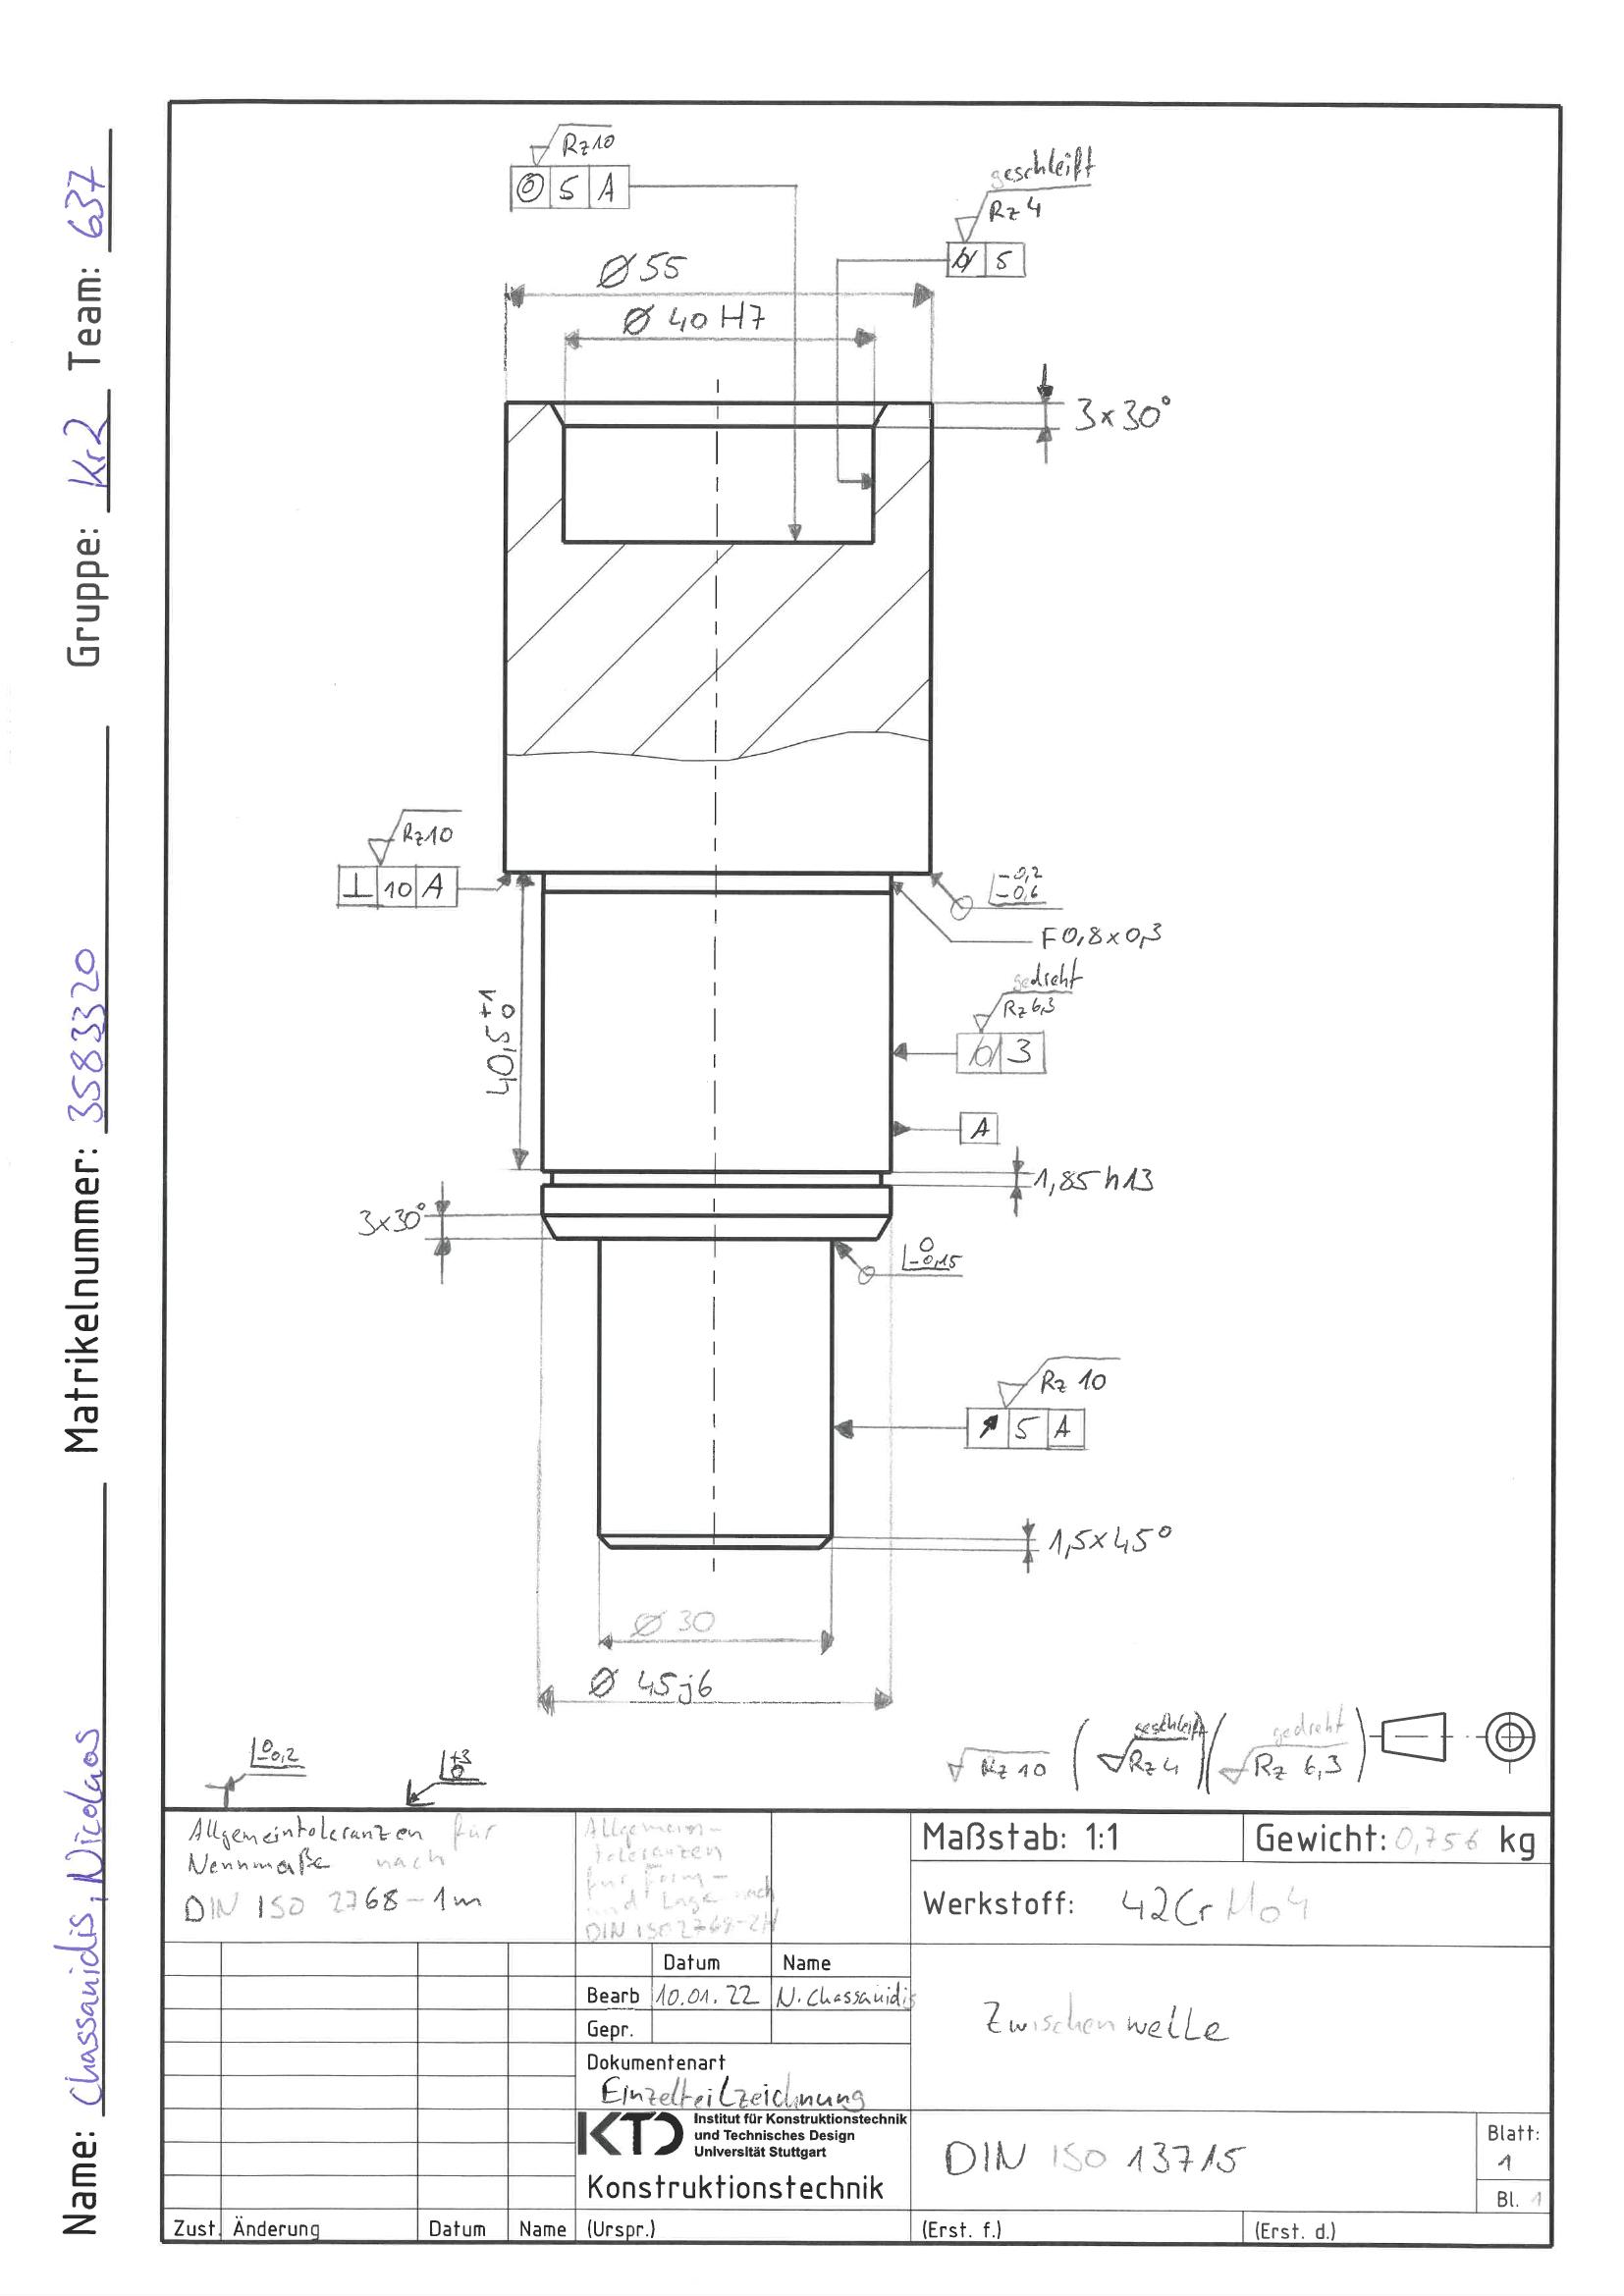 Name: Chassanidis, Nicolaos Matrikelnummer: 3583320 Gruppe: Kr2 Team: 637
Rz10
◎ 5 A
geschleift
Rz 4
⌭ 5
Ø 55
Ø 40 H7
3x30°
Rz10
⊥ 10 A
-0,2
-0,6
F 0,8 x 0,3
gedreht
Rz 6,3
⌭ 3
40,5 +1 0
A
1,85 h13
3x30°
0
-0,15
Rz 10
↗ 5 A
1,5x45°
Ø 30
Ø 45j6
0
-0,2
+3
0
Rz 10 ( geschleift Rz 4 ) ( gedreht Rz 6,3 )
Allgemeintoleranzen für
Nennmaße nach
DIN ISO 2768-1m
Allgemein-
toleranzen
für Form-
und Lage nach
DIN ISO 2768-2H
Maßstab: 1:1
Gewicht: 0,756 kg
Werkstoff: 42CrMo4
Datum Name
Bearb 10.01.22 N. Chassanidis
Gepr.
Zwischenwelle
Dokumentenart
Einzelteilzeichnung
KTD Institut für Konstruktionstechnik
und Technisches Design
Universität Stuttgart
Konstruktionstechnik
DIN ISO 13715
Blatt:
1
Bl. 1
Zust. Änderung Datum Name (Urspr.) (Erst. f.) (Erst. d.)